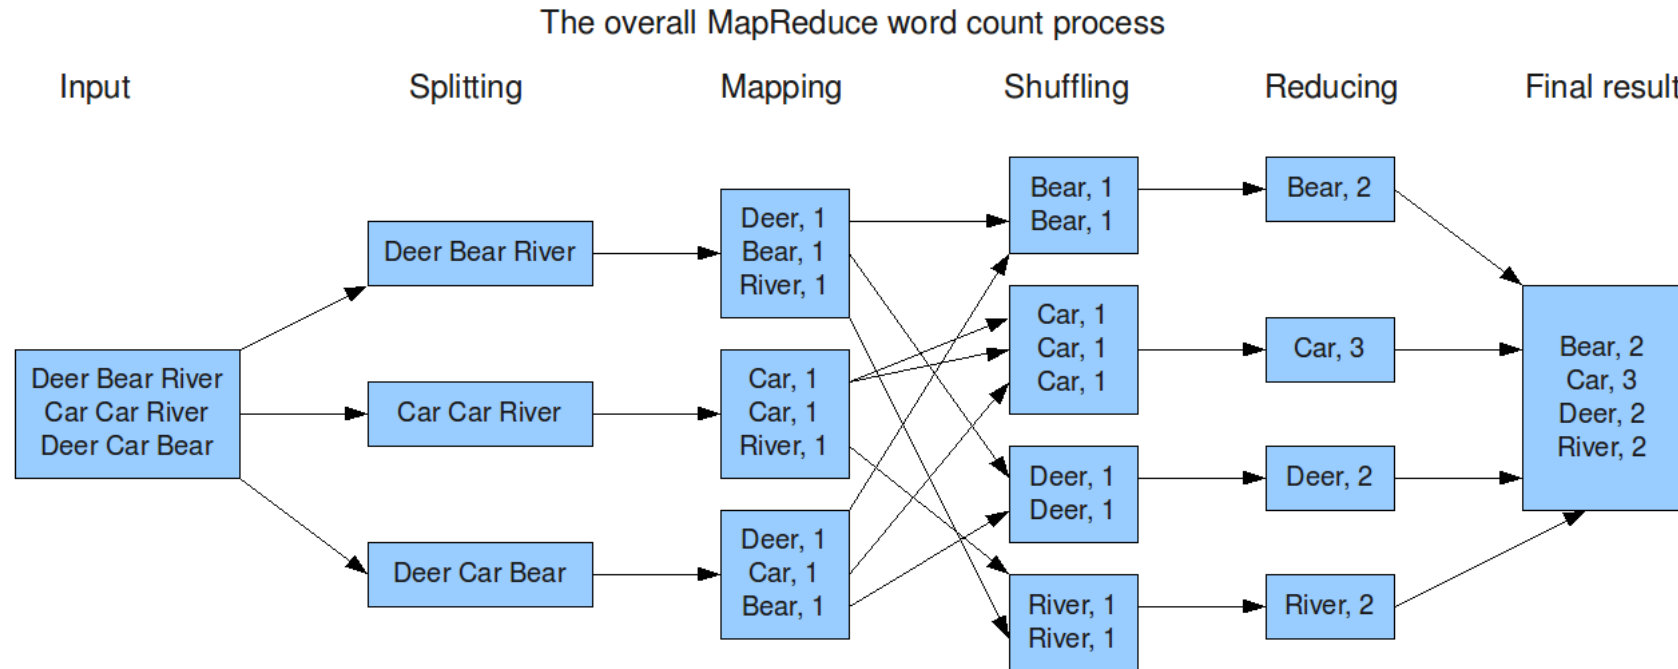 The overall MapReduce word count process
Input
Splitting
Mapping
Shuffling
Reducing
Final result
Deer Bear River
Car Car River
Deer Car Bear
Deer Bear River
Car Car River
Deer Car Bear
Deer, 1
Bear, 1
River, 1
Car, 1
Car, 1
River, 1
Deer, 1
Car, 1
Bear, 1
Bear, 1
Bear, 1
Car, 1
Car, 1
Car, 1
Deer, 1
Deer, 1
River, 1
River, 1
Bear, 2
Car, 3
Deer, 2
River, 2
Bear, 2
Car, 3
Deer, 2
River, 2